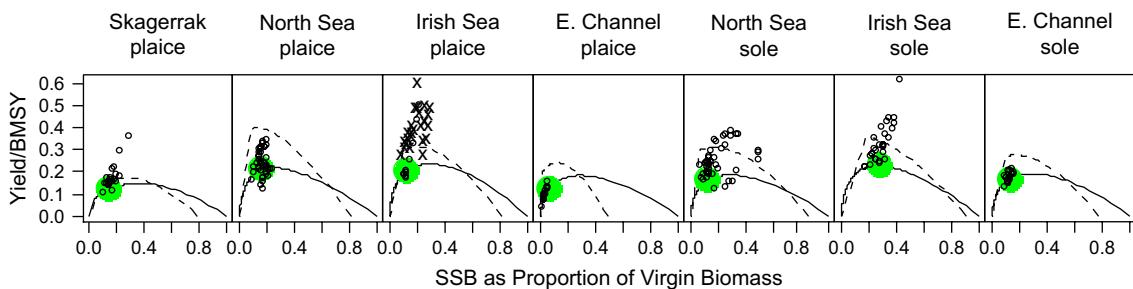 Skagerrak plaice
North Sea plaice
Irish Sea plaice
E. Channel plaice
North Sea sole
Irish Sea sole
E. Channel sole
Yield/BMSY
0.6
0.5
0.4
0.3
0.2
0.1
0.0
0.0 0.4 0.8
0.0 0.4 0.8
0.0 0.4 0.8
0.0 0.4 0.8
0.0 0.4 0.8
0.0 0.4 0.8
0.0 0.4 0.8
SSB as Proportion of Virgin Biomass